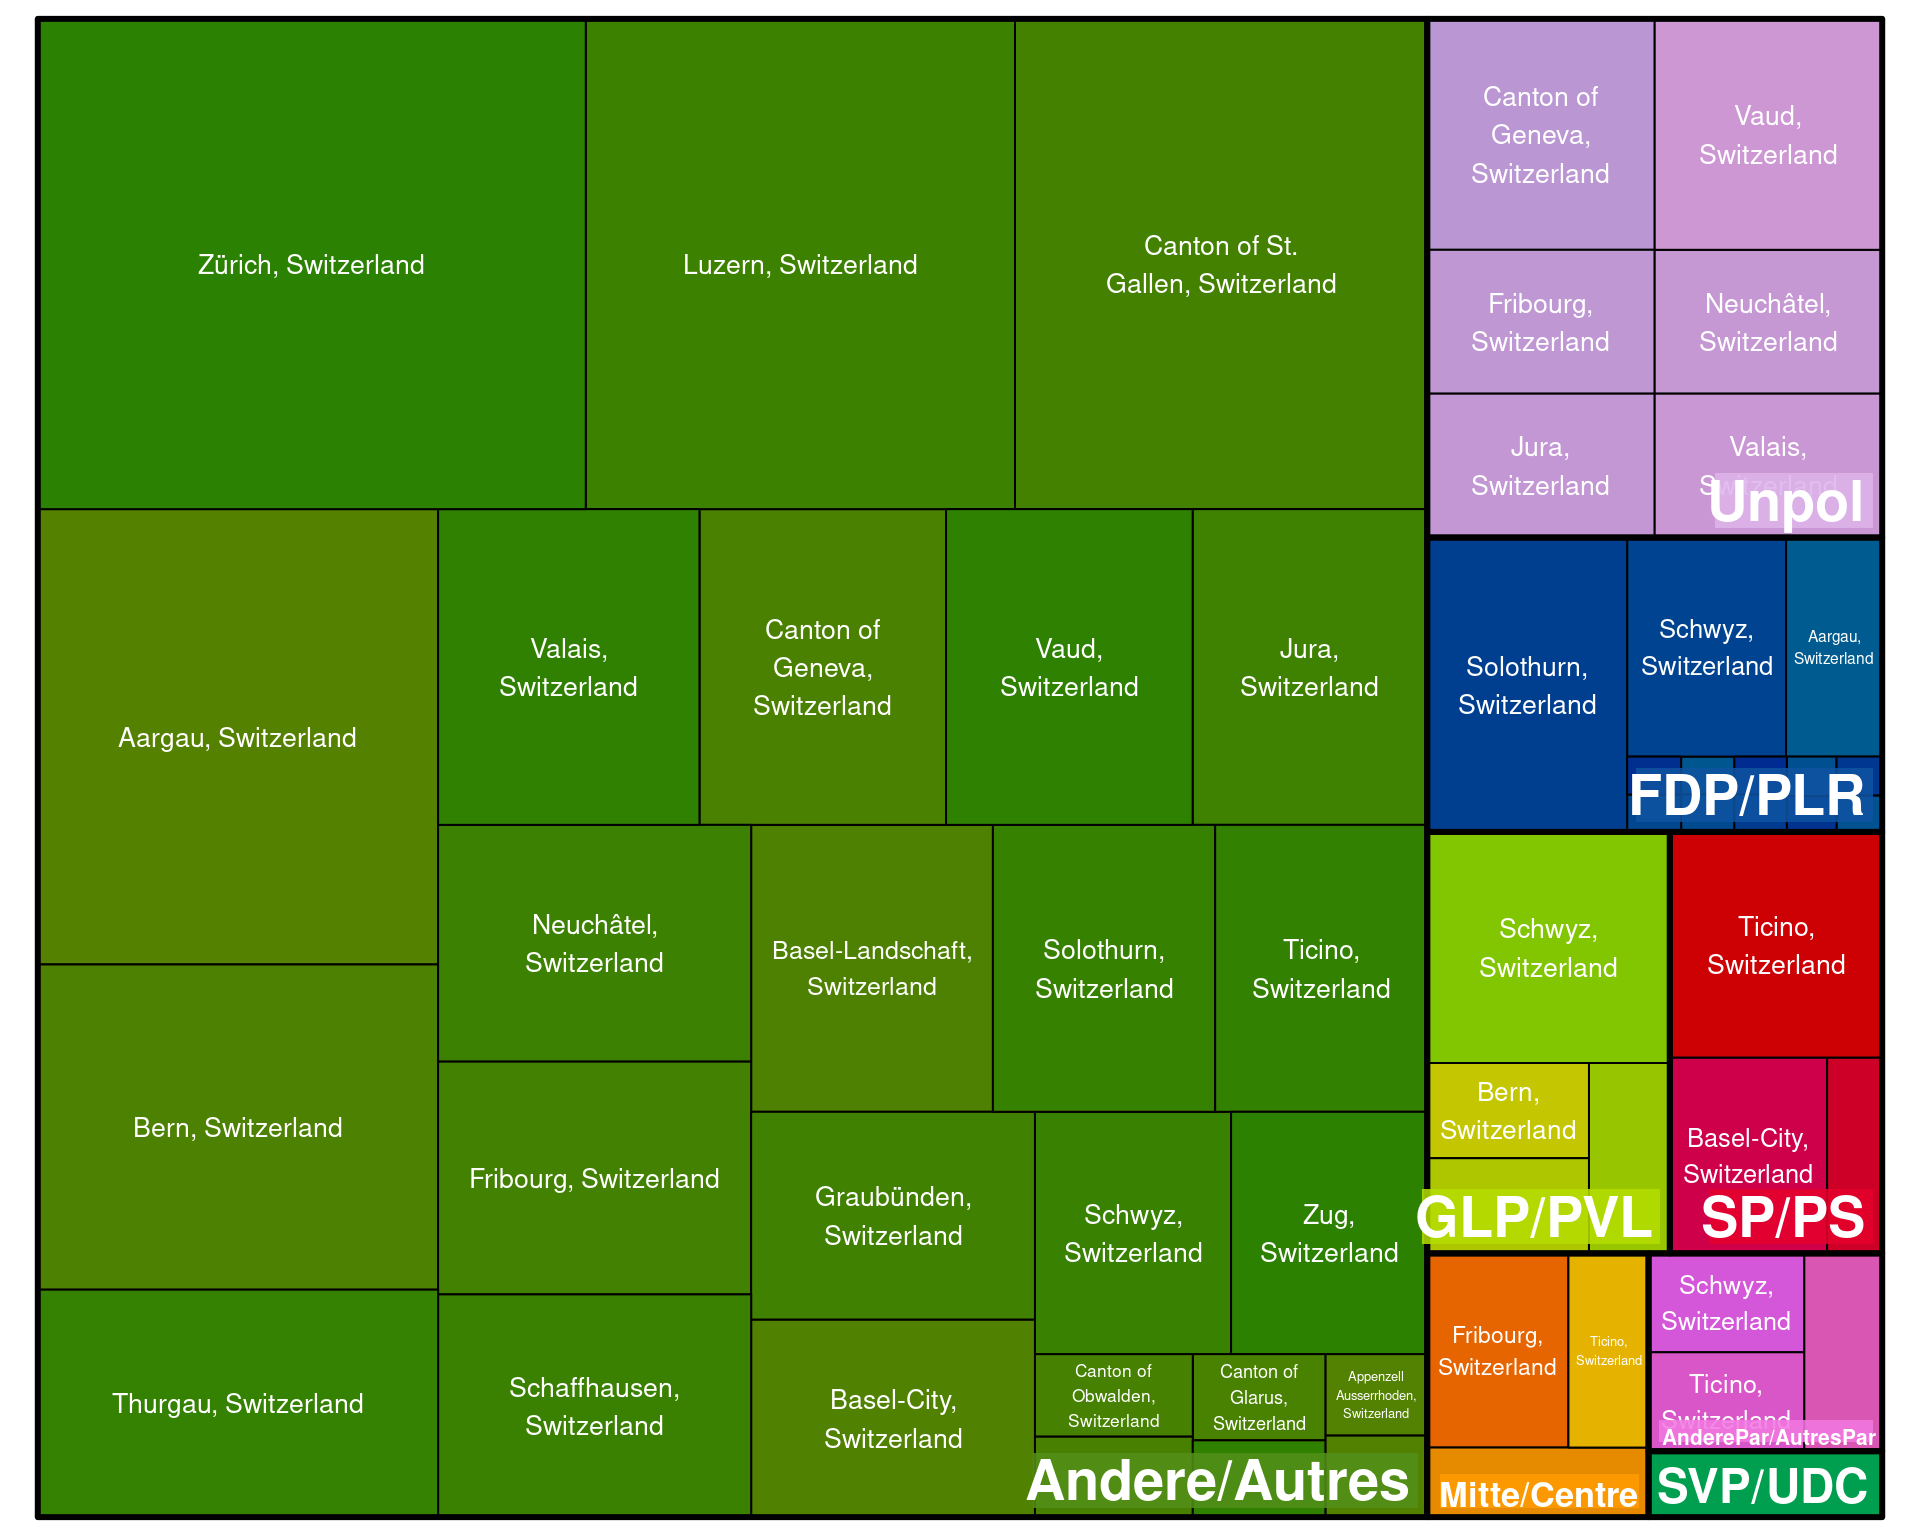 Zürich, Switzerland
Luzern, Switzerland
Canton of St.
Gallen, Switzerland
Aargau, Switzerland
Valais,
Switzerland
Canton of
Geneva,
Switzerland
Vaud,
Switzerland
Jura,
Switzerland
Bern, Switzerland
Neuchâtel,
Switzerland
Basel-Landschaft,
Switzerland
Solothurn,
Switzerland
Ticino,
Switzerland
Fribourg, Switzerland
Graubünden,
Switzerland
Schwyz,
Switzerland
Zug,
Switzerland
Thurgau, Switzerland
Schaffhausen,
Switzerland
Basel-City,
Switzerland
Canton of
Obwalden,
Switzerland
Canton of
Glarus,
Switzerland
Appenzell
Ausserrhoden,
Switzerland
Andere/Autres
Canton of
Geneva,
Switzerland
Vaud,
Switzerland
Fribourg,
Switzerland
Neuchâtel,
Switzerland
Jura,
Switzerland
Valais,
Switzerland
Unpol
Solothurn,
Switzerland
Schwyz,
Switzerland
Aargau,
Switzerland
FDP/PLR
Schwyz,
Switzerland
Bern,
Switzerland
GLP/PVL
Ticino,
Switzerland
Basel-City,
Switzerland
SP/PS
Fribourg,
Switzerland
Ticino,
Switzerland
Mitte/Centre
Schwyz,
Switzerland
Ticino,
Switzerland
AnderePar/AutresPar
SVP/UDC